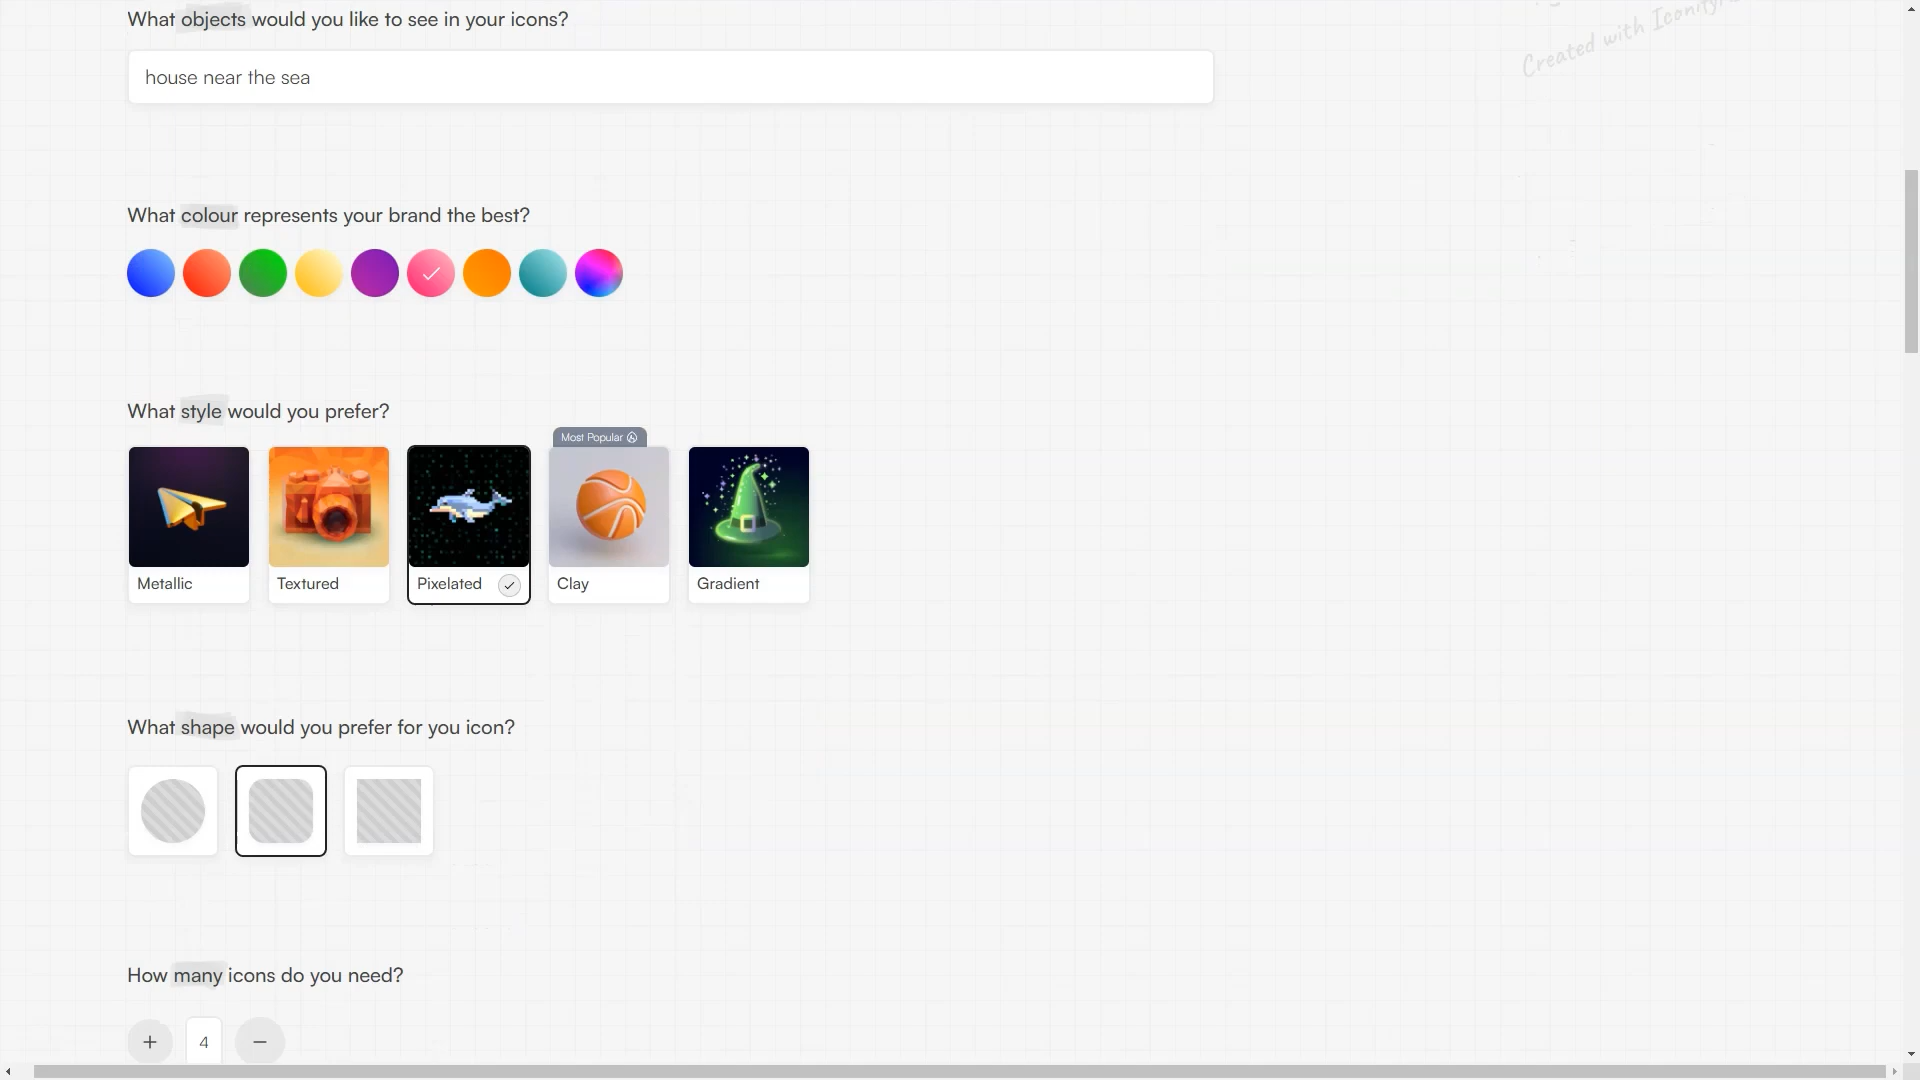 What objects would you like to see in your icons?
Created with
house near the sea
What colour represents your brand the best?
What style would you prefer?
Most Popular
Metallic
Textured
Pixelated
Clay
Gradient
What shape would you prefer for you icon?
How many icons do you need?
+ 4 −